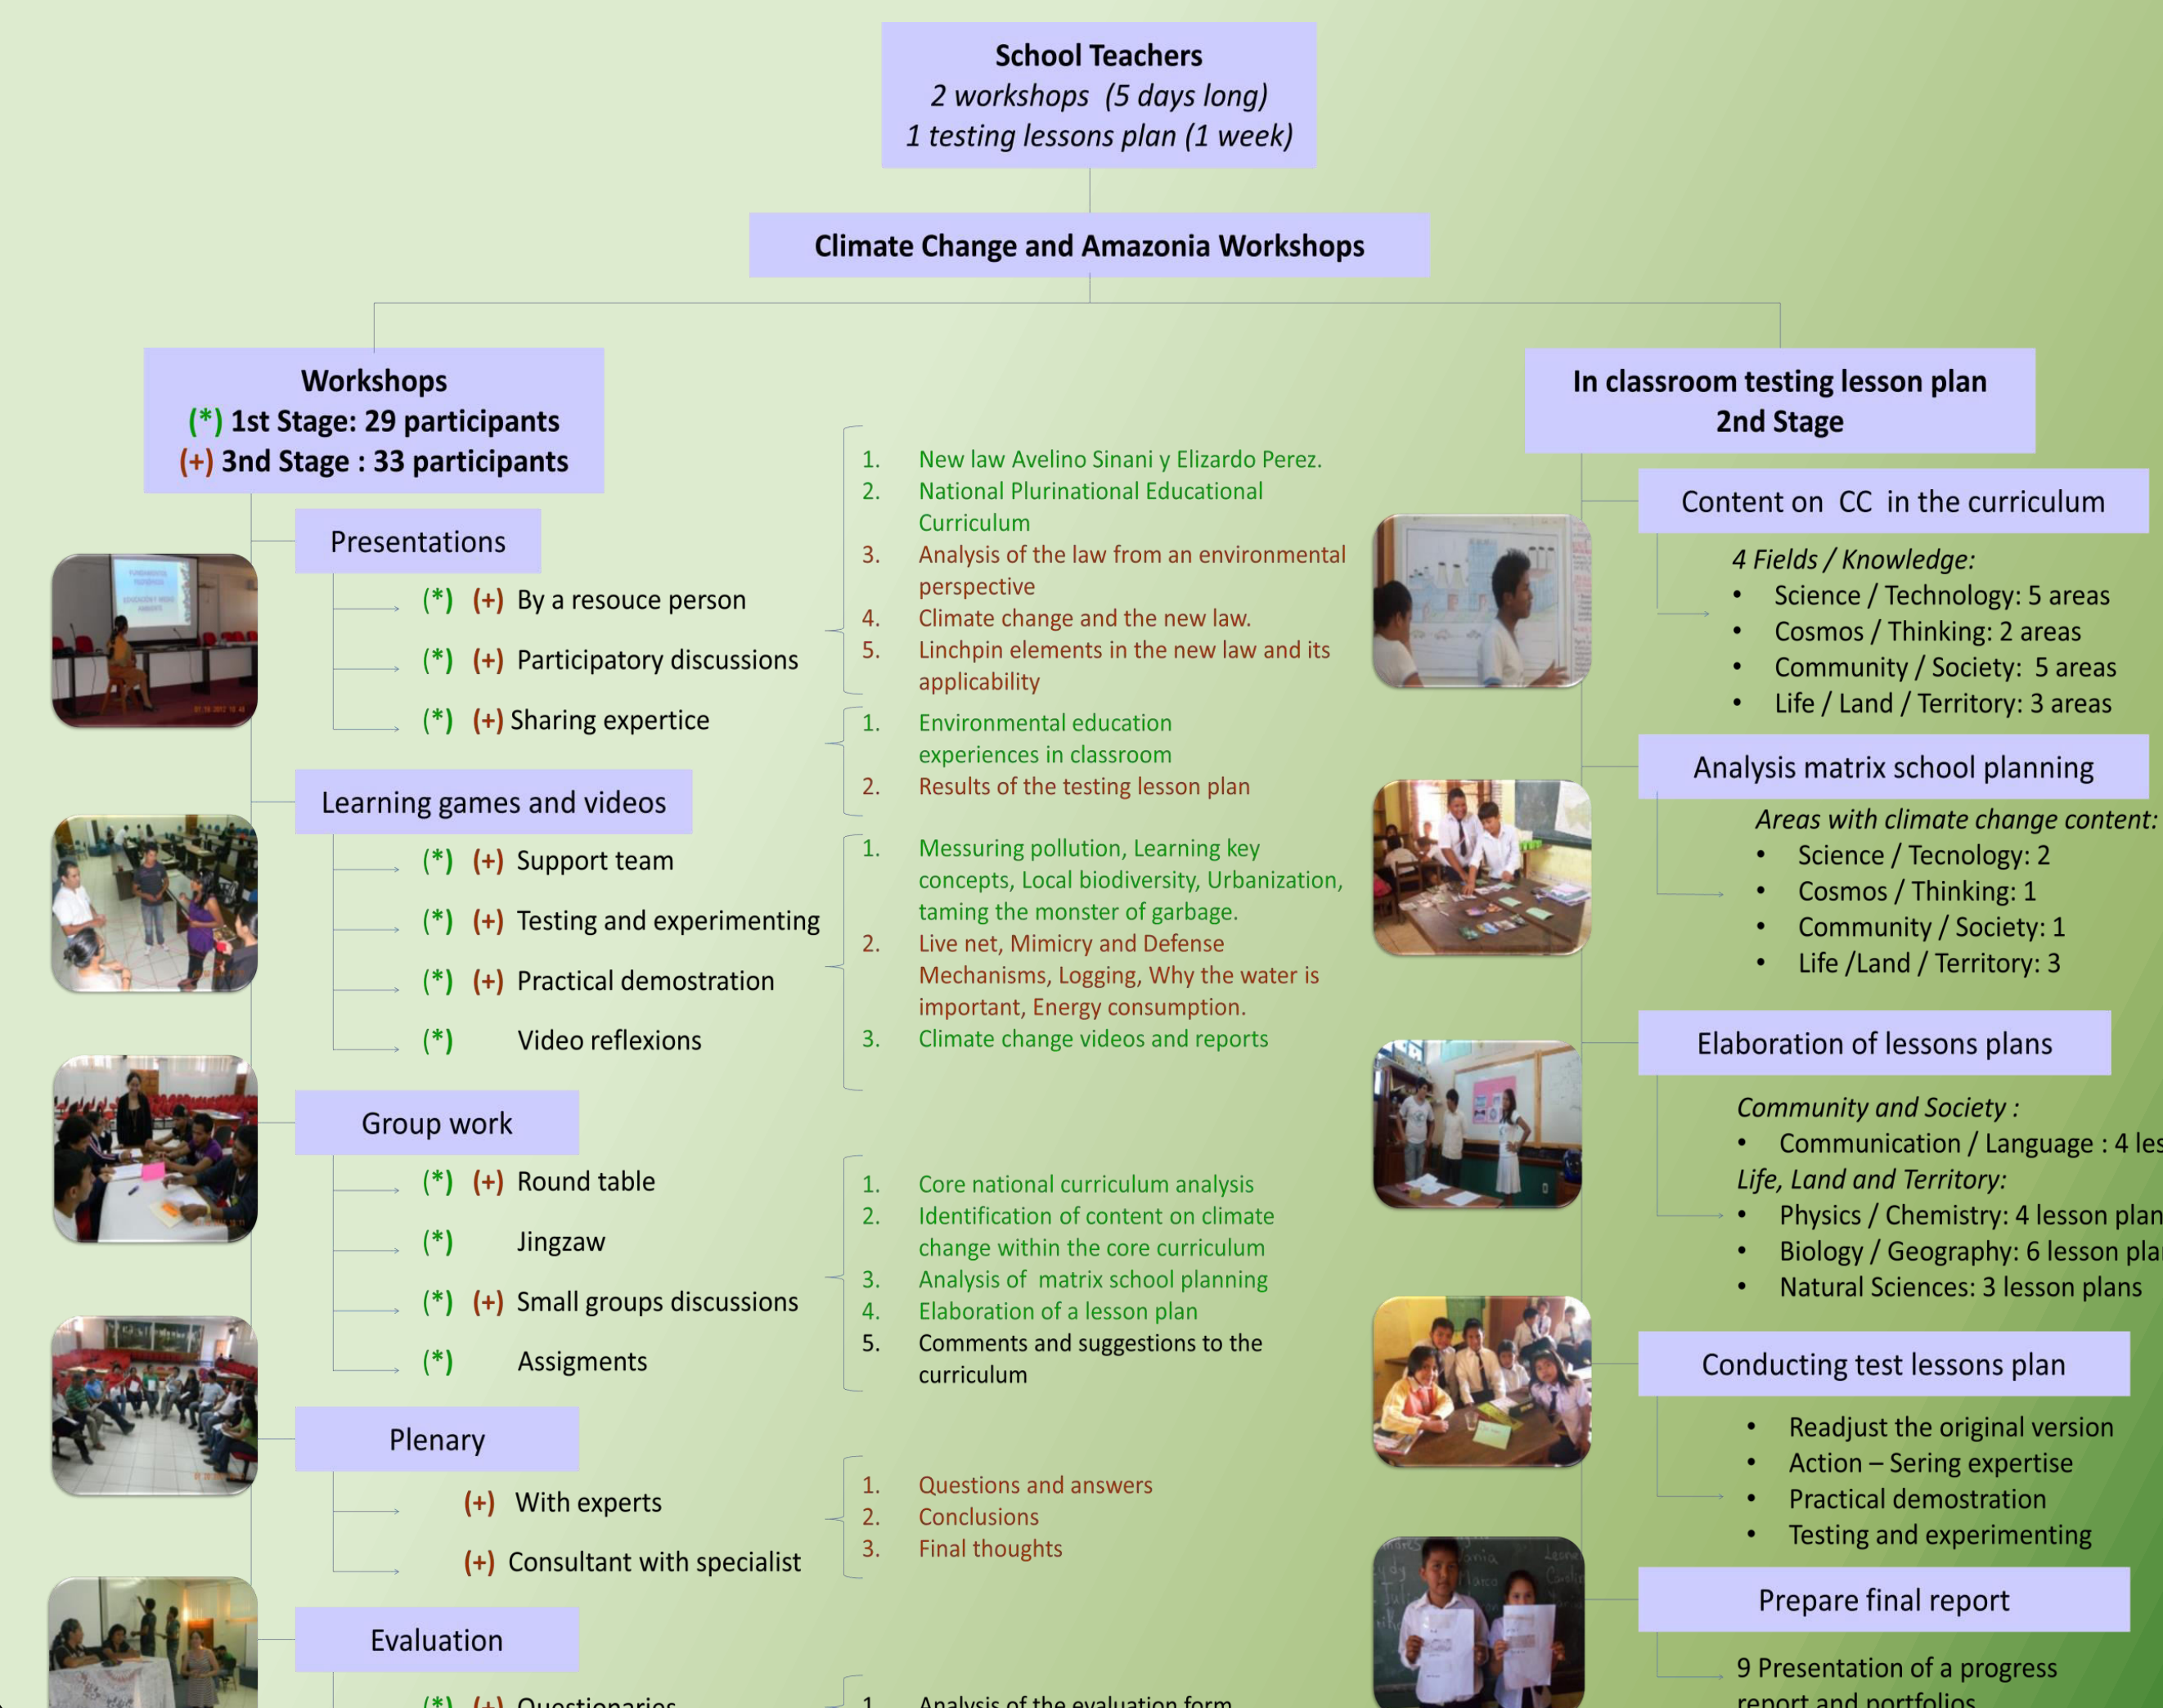 School Teachers
2 workshops (5 days long)
1 testing lessons plan (1 week)
Climate Change and Amazonia Workshops
Workshops
(*) 1st Stage: 29 participants
(+) 3nd Stage : 33 participants
Presentations
(*) (+) By a resouce person
(*) (+) Participatory discussions
(*) (+) Sharing expertice
Learning games and videos
(*) (+) Support team
(*) (+) Testing and experimenting
(*) (+) Practical demostration
(*) Video reflexions
Group work
(*) (+) Round table
(*) Jingzaw
(*) (+) Small groups discussions
(*) Assigments
Plenary
(+) With experts
(+) Consultant with specialist
Evaluation
(*) (+) Questionaries
1. New law Avelino Sinani y Elizardo Perez.
2. National Plurinational Educational
Curriculum
3. Analysis of the law from an environmental
perspective
4. Climate change and the new law.
5. Linchpin elements in the new law and its
applicability
1. Environmental education
experiences in classroom
2. Results of the testing lesson plan
1. Messuring pollution, Learning key
concepts, Local biodiversity, Urbanization,
taming the monster of garbage.
2. Live net, Mimicry and Defense
Mechanisms, Logging, Why the water is
important, Energy consumption.
3. Climate change videos and reports
1. Core national curriculum analysis
2. Identification of content on climate
change within the core curriculum
3. Analysis of matrix school planning
4. Elaboration of a lesson plan
5. Comments and suggestions to the
curriculum
1. Questions and answers
2. Conclusions
3. Final thoughts
1. Analysis of the evaluation form
In classroom testing lesson plan
2nd Stage
Content on CC in the curriculum
4 Fields / Knowledge:
• Science / Technology: 5 areas
• Cosmos / Thinking: 2 areas
• Community / Society: 5 areas
• Life / Land / Territory: 3 areas
Analysis matrix school planning
Areas with climate change content:
• Science / Tecnology: 2
• Cosmos / Thinking: 1
• Community / Society: 1
• Life /Land / Territory: 3
Elaboration of lessons plans
Community and Society :
• Communication / Language : 4 les
Life, Land and Territory:
• Physics / Chemistry: 4 lesson plan
• Biology / Geography: 6 lesson pla
• Natural Sciences: 3 lesson plans
Conducting test lessons plan
• Readjust the original version
• Action – Sering expertise
• Practical demostration
• Testing and experimenting
Prepare final report
9 Presentation of a progress
report and portfolios